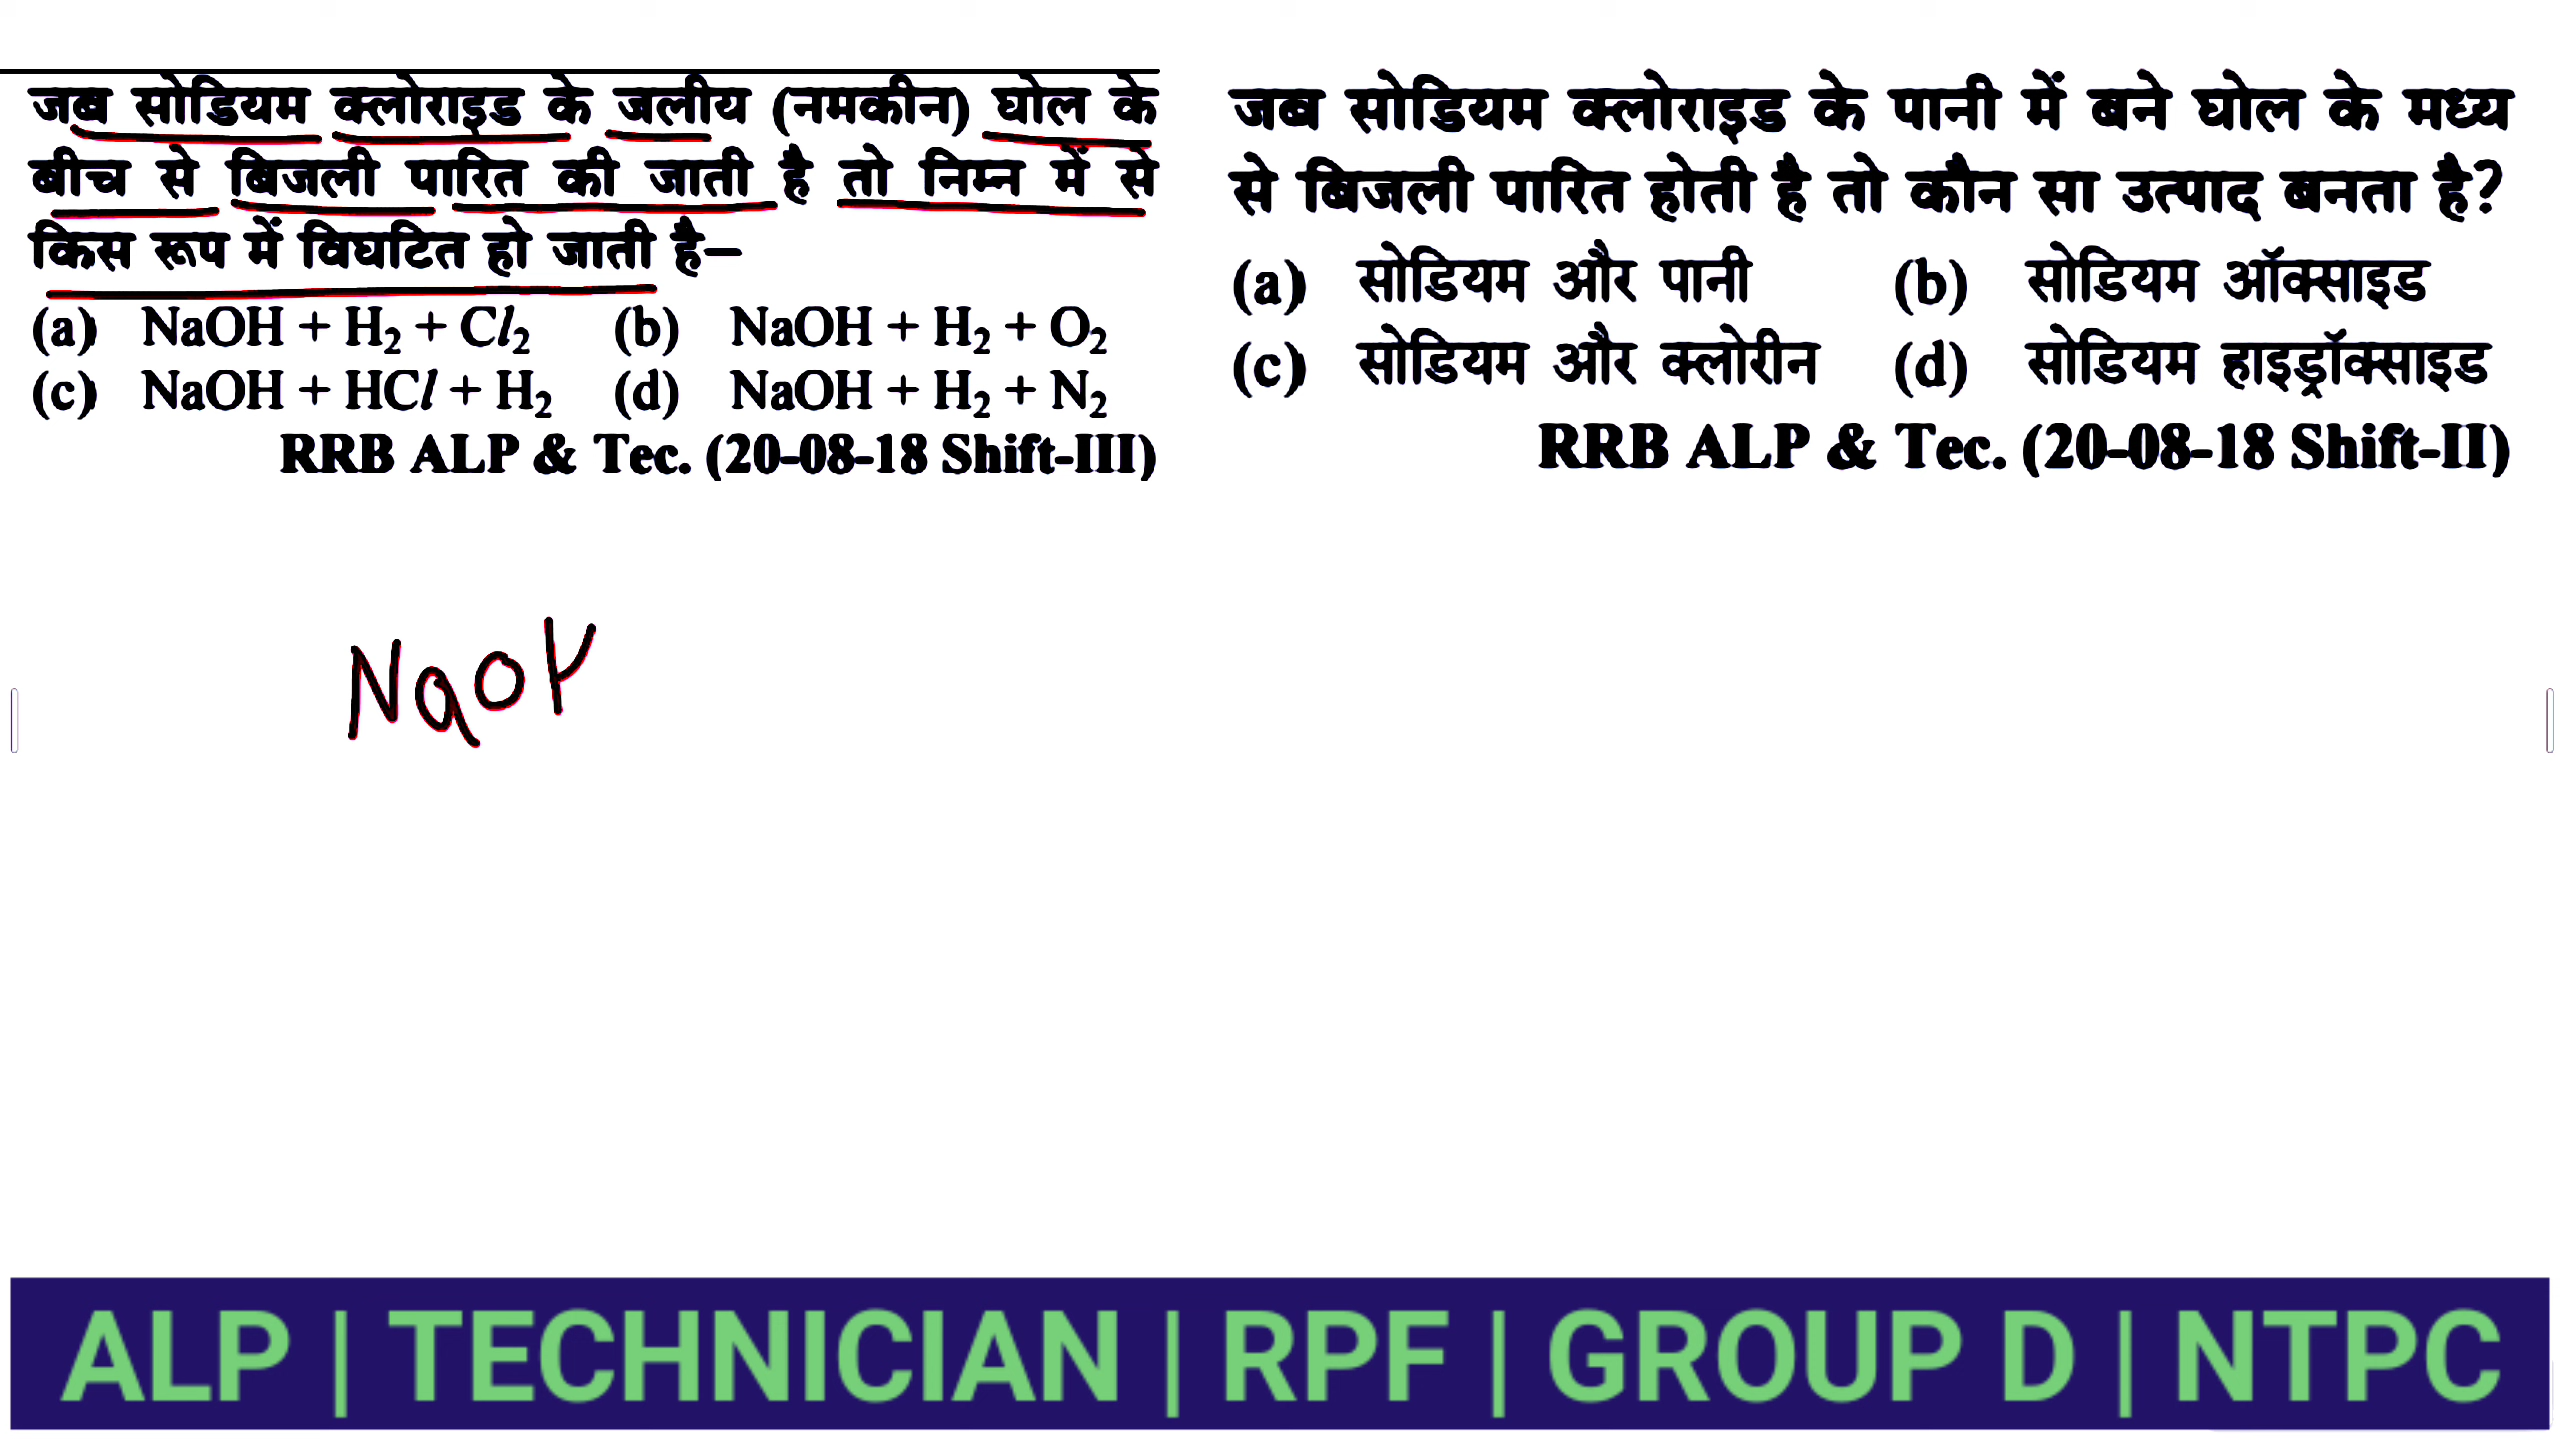 जब सोडियम क्लोराइड के जलीय (नमकीन) घोल के
बीच से बिजली पारित की जाती है तो निम्न में से
किस रूप में विघटित हो जाती है–
(a) NaOH + H₂ + Cl₂ (b) NaOH + H₂ + O₂
(c) NaOH + HCl + H₂ (d) NaOH + H₂ + N₂
RRB ALP & Tec. (20-08-18 Shift-III)
जब सोडियम क्लोराइड के पानी में बने घोल के मध्य
से बिजली पारित होती है तो कौन सा उत्पाद बनता है?
(a) सोडियम और पानी (b) सोडियम ऑक्साइड
(c) सोडियम और क्लोरीन (d) सोडियम हाइड्रॉक्साइड
RRB ALP & Tec. (20-08-18 Shift-II)
ALP | TECHNICIAN | RPF | GROUP D | NTPC